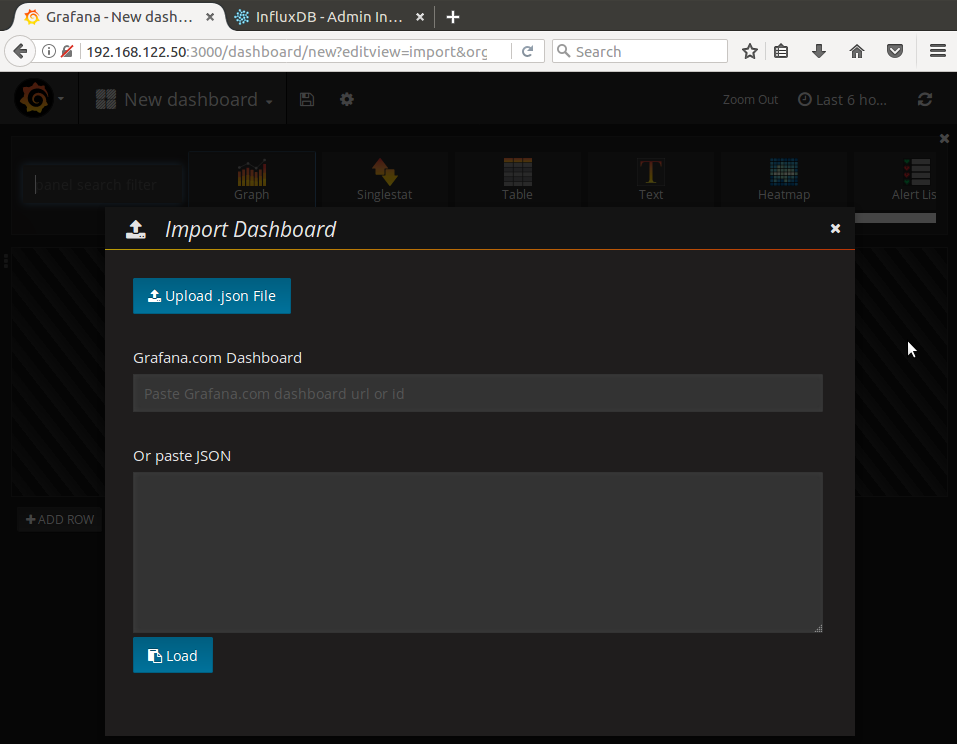 Grafana - New dash...
InfluxDB - Admin In...
192.168.122.50:3000/dashboard/new?editview=import&org
Search
New dashboard
Zoom Out
Last 6 ho...
panel search filter
Graph
Singlestat
Table
Text
Heatmap
Alert Lis
Import Dashboard
Upload .json File
Grafana.com Dashboard
Paste Grafana.com dashboard url or id
Or paste JSON
ADD ROW
Load